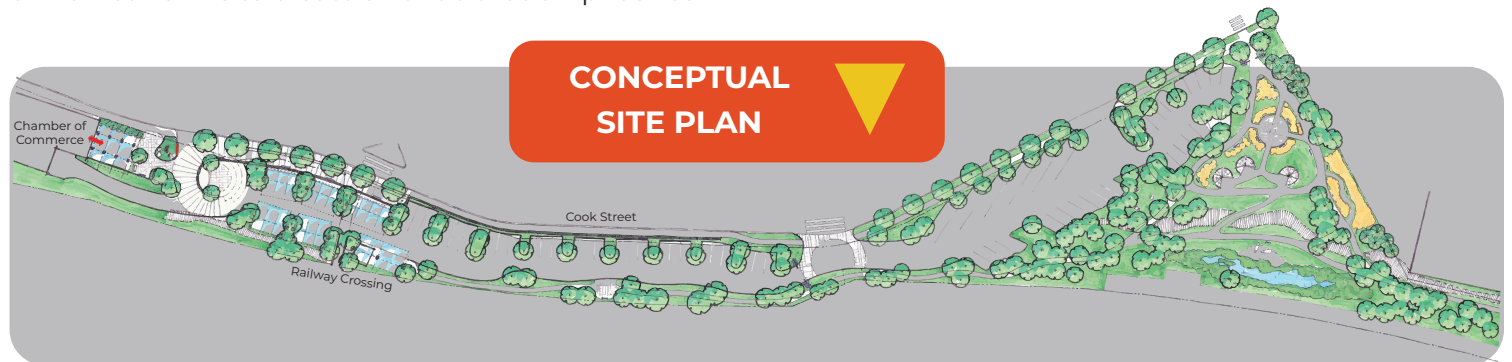 CONCEPTUAL
SITE PLAN
Chamber of
Commerce
Cook Street
Railway Crossing